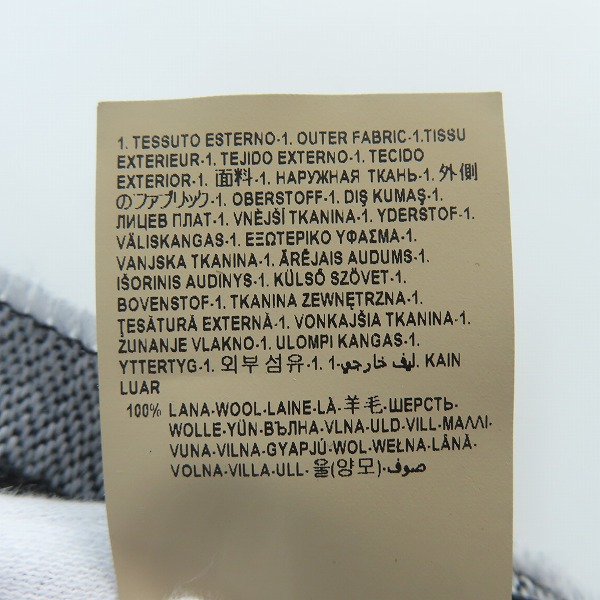 1. TESSUTO ESTERNO-1. OUTER FABRIC-1.TISSU
EXTERIEUR-1. TEJIDO EXTERNO-1. TECIDO
EXTERIOR-1. 面料-1. НАРУЖНАЯ ТКАНЬ-1. 外側
のファブリック-1. OBERSTOFF-1. DIŞ KUMAŞ-1.
ЛИЦЕВ ПЛАТ-1. VNĚJŠÍ TKANINA-1. YDERSTOF-1.
VÄLISKANGAS-1. ΕΞΩΤΕΡΙΚΟ ΥΦΑΣΜΑ-1.
VANJSKA TKANINA-1. ĀRĒJAIS AUDUMS-1.
IŠORINIS AUDINYS-1. KÜLSŐ SZÖVET-1.
BOVENSTOF-1. TKANINA ZEWNĘTRZNA-1.
ŢESĂTURĂ EXTERNĂ-1. VONKAJŠIA TKANINA-1.
ZUNANJE VLAKNO-1. ULOMPI KANGAS-1.
YTTERTYG-1. 외부 섬유-1. ليف خارجي-1. KAIN
LUAR
100% LANA-WOOL-LAINE-LÀ-羊毛-ШЕРСТЬ-
WOLLE-YÜN-ВЪЛНА-VLNA-ULD-VILL-ΜΑΛΛΙ-
VUNA-VILNA-GYAPJÚ-WOL-WEŁNA-LÂNĂ-
VOLNA-VILLA-ULL-울(양모)-صوف-